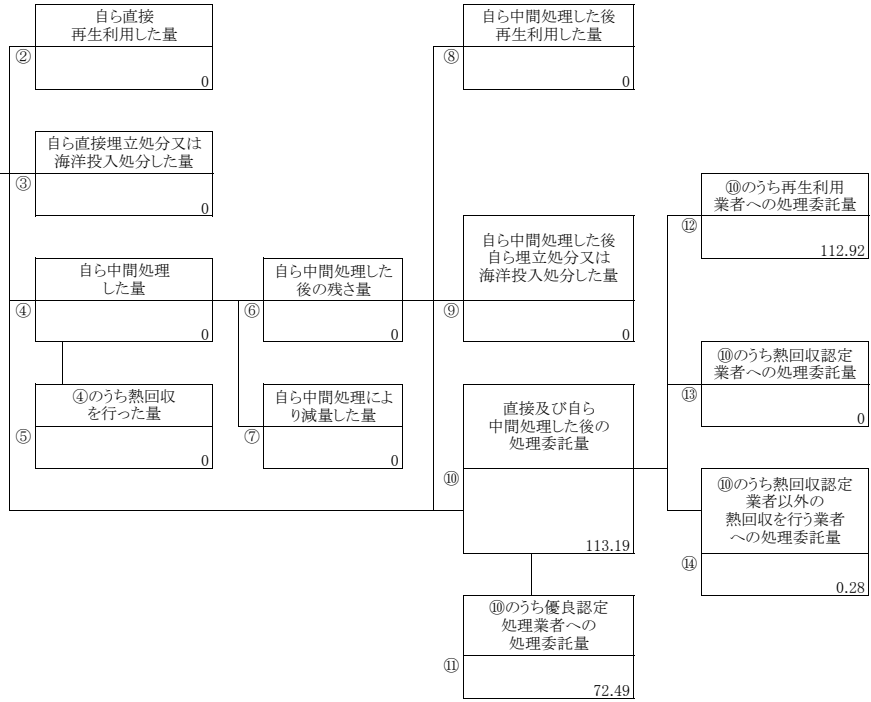 自ら直接
再生利用した量
②
0
自ら直接埋立処分又は
海洋投入処分した量
③
0
自ら中間処理
した量
④
0
④のうち熱回収
を行った量
⑤
0
自ら中間処理した
後の残さ量
⑥
0
自ら中間処理によ
り減量した量
⑦
0
自ら中間処理した後
再生利用した量
⑧
0
自ら中間処理した後
自ら埋立処分又は
海洋投入処分した量
⑨
0
直接及び自ら
中間処理した後の
処理委託量
⑩
113.19
⑩のうち優良認定
処理業者への
処理委託量
⑪
72.49
⑩のうち再生利用
業者への処理委託量
⑫
112.92
⑩のうち熱回収認定
業者への処理委託量
⑬
0
⑩のうち熱回収認定
業者以外の
熱回収を行う業者
への処理委託量
⑭
0.28